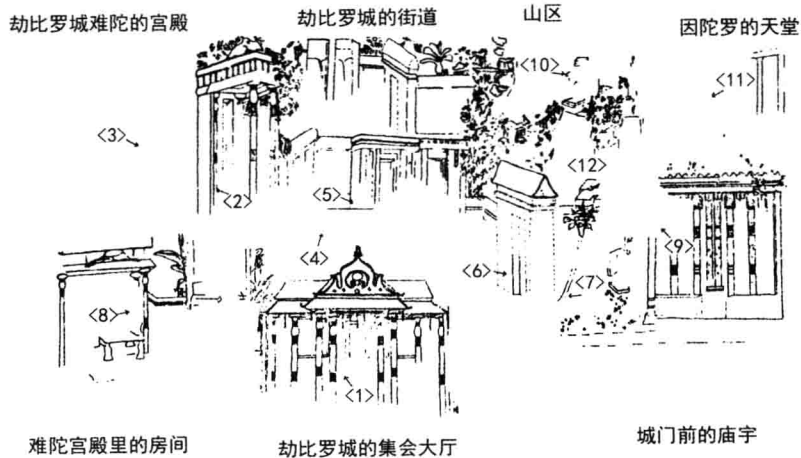 劫比罗城难陀的宫殿
劫比罗城的街道
山区
因陀罗的天堂
<10>
<11>
<3>
<12>
<2>
<5>
<9>
<4>
<6>
<7>
<8>
<1>
难陀宫殿里的房间
劫比罗城的集会大厅
城门前的庙宇